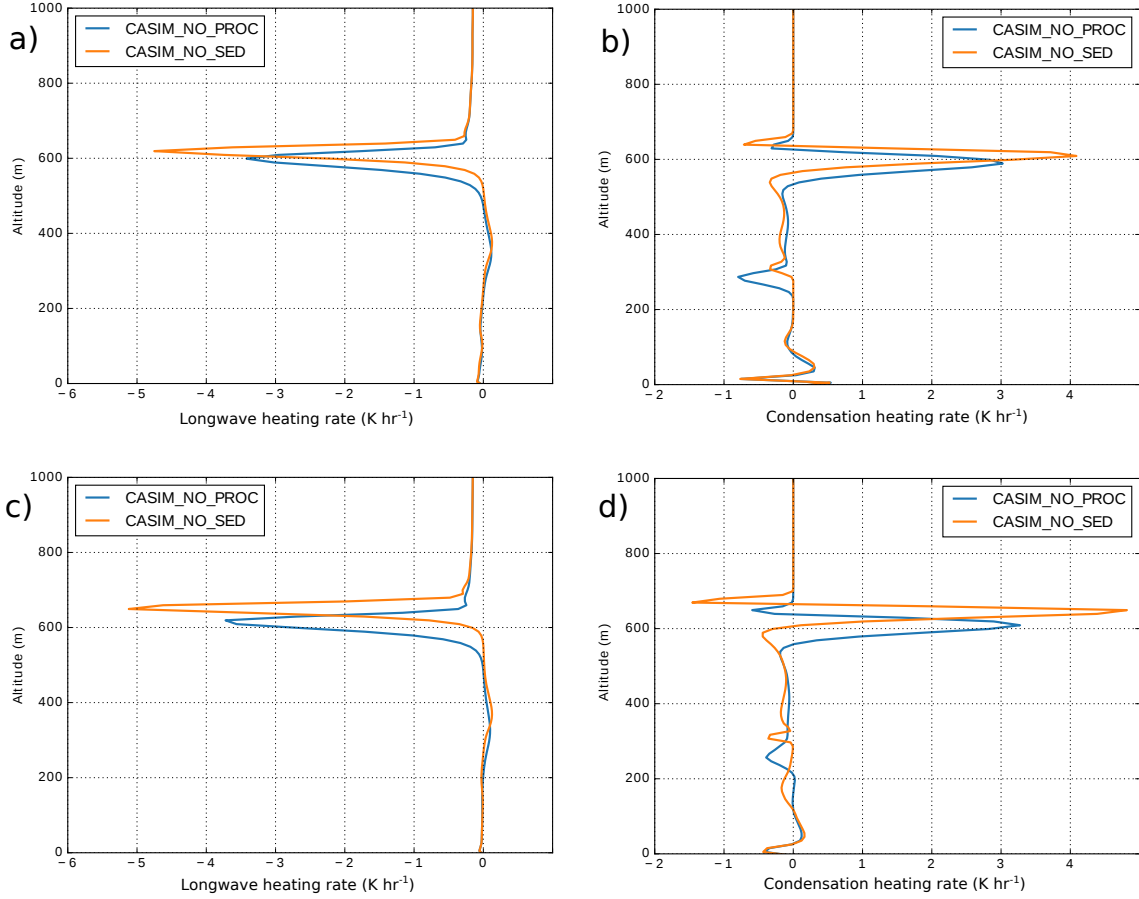 a)
1000
800
600
400
200
0
Altitude (m)
CASIM_NO_PROC
CASIM_NO_SED
−6 −5 −4 −3 −2 −1 0
Longwave heating rate (K hr-1)
b)
1000
800
600
400
200
0
Altitude (m)
CASIM_NO_PROC
CASIM_NO_SED
−2 −1 0 1 2 3 4
Condensation heating rate (K hr-1)
c)
1000
800
600
400
200
0
Altitude (m)
CASIM_NO_PROC
CASIM_NO_SED
−6 −5 −4 −3 −2 −1 0
Longwave heating rate (K hr-1)
d)
1000
800
600
400
200
0
Altitude (m)
CASIM_NO_PROC
CASIM_NO_SED
−2 −1 0 1 2 3 4
Condensation heating rate (K hr-1)